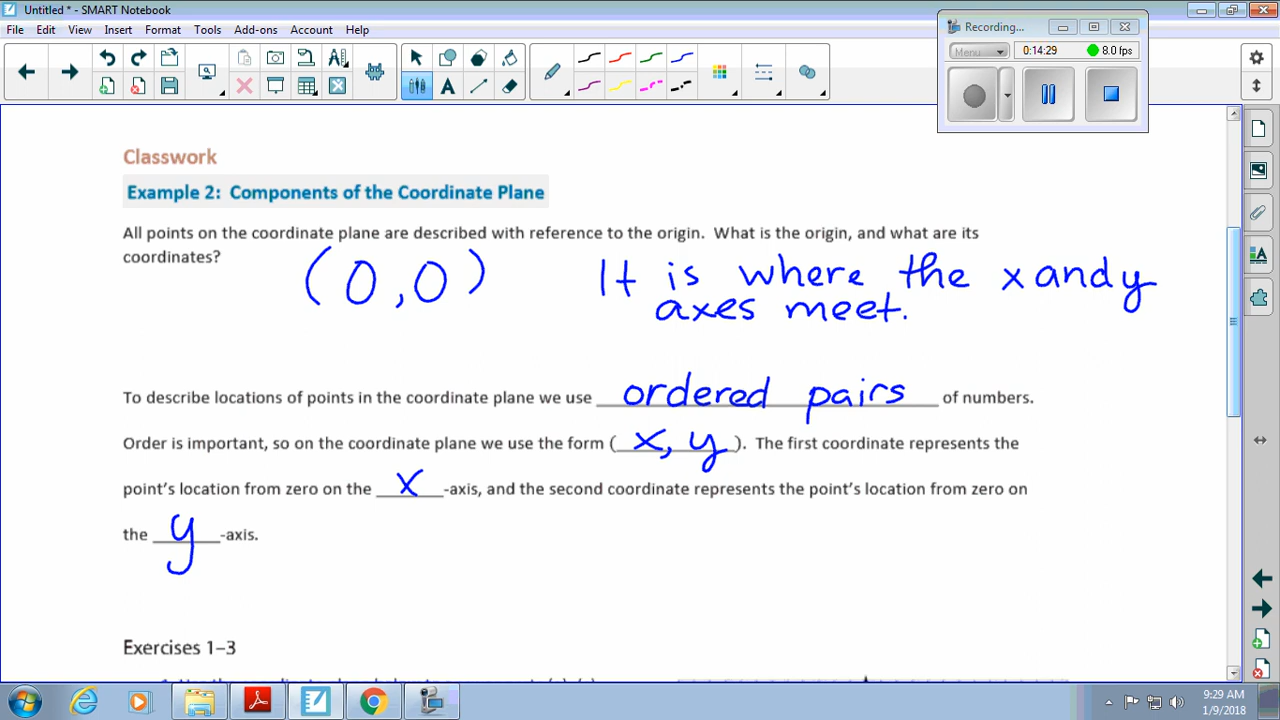 Untitled * - SMART Notebook
File Edit View Insert Format Tools Add-ons Account Help
Recording...
Menu 0:14:29 8.0 fps
Classwork
Example 2: Components of the Coordinate Plane
All points on the coordinate plane are described with reference to the origin. What is the origin, and what are its
coordinates?
(0,0) It is where the x and y
axes meet.
To describe locations of points in the coordinate plane we use ordered pairs of numbers.
Order is important, so on the coordinate plane we use the form (x, y). The first coordinate represents the
point's location from zero on the x-axis, and the second coordinate represents the point's location from zero on
the y-axis.
Exercises 1–3
9:29 AM
1/9/2018